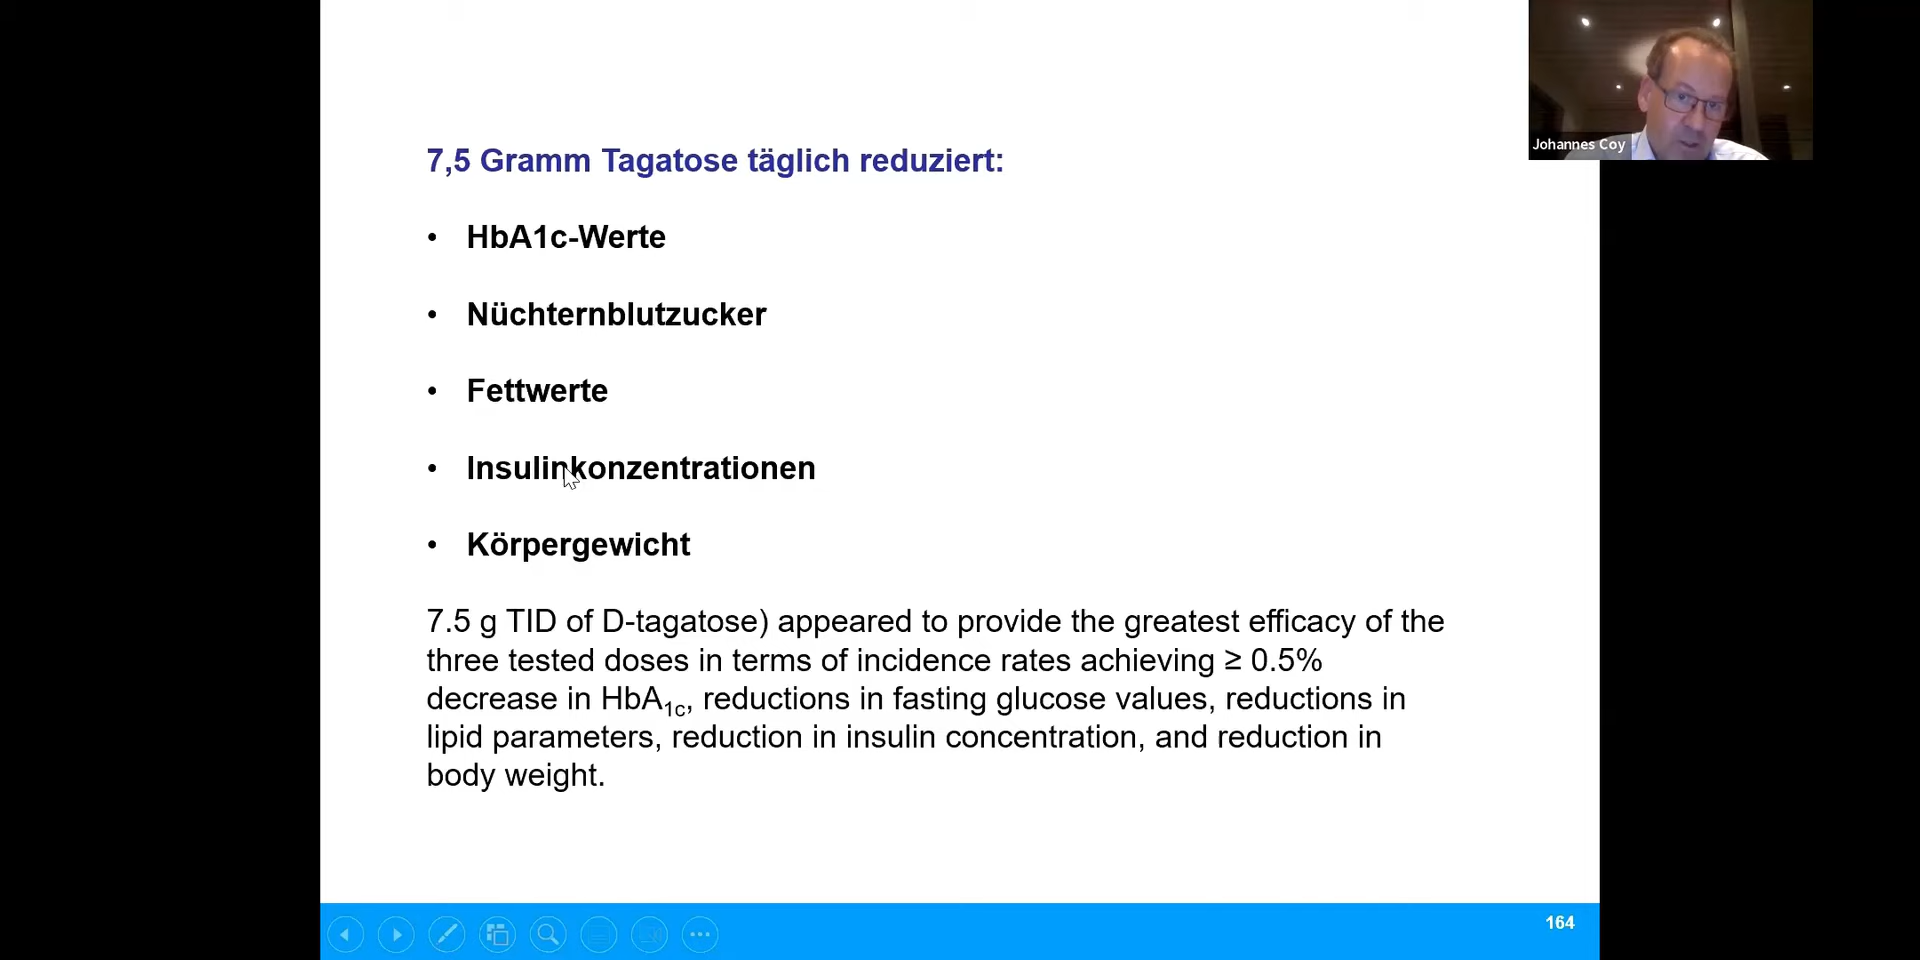 Johannes Coy
7,5 Gramm Tagatose täglich reduziert:
• HbA1c-Werte
• Nüchternblutzucker
• Fettwerte
• Insulinkonzentrationen
• Körpergewicht
7.5 g TID of D-tagatose) appeared to provide the greatest efficacy of the
three tested doses in terms of incidence rates achieving ≥ 0.5%
decrease in HbA1c, reductions in fasting glucose values, reductions in
lipid parameters, reduction in insulin concentration, and reduction in
body weight.
164